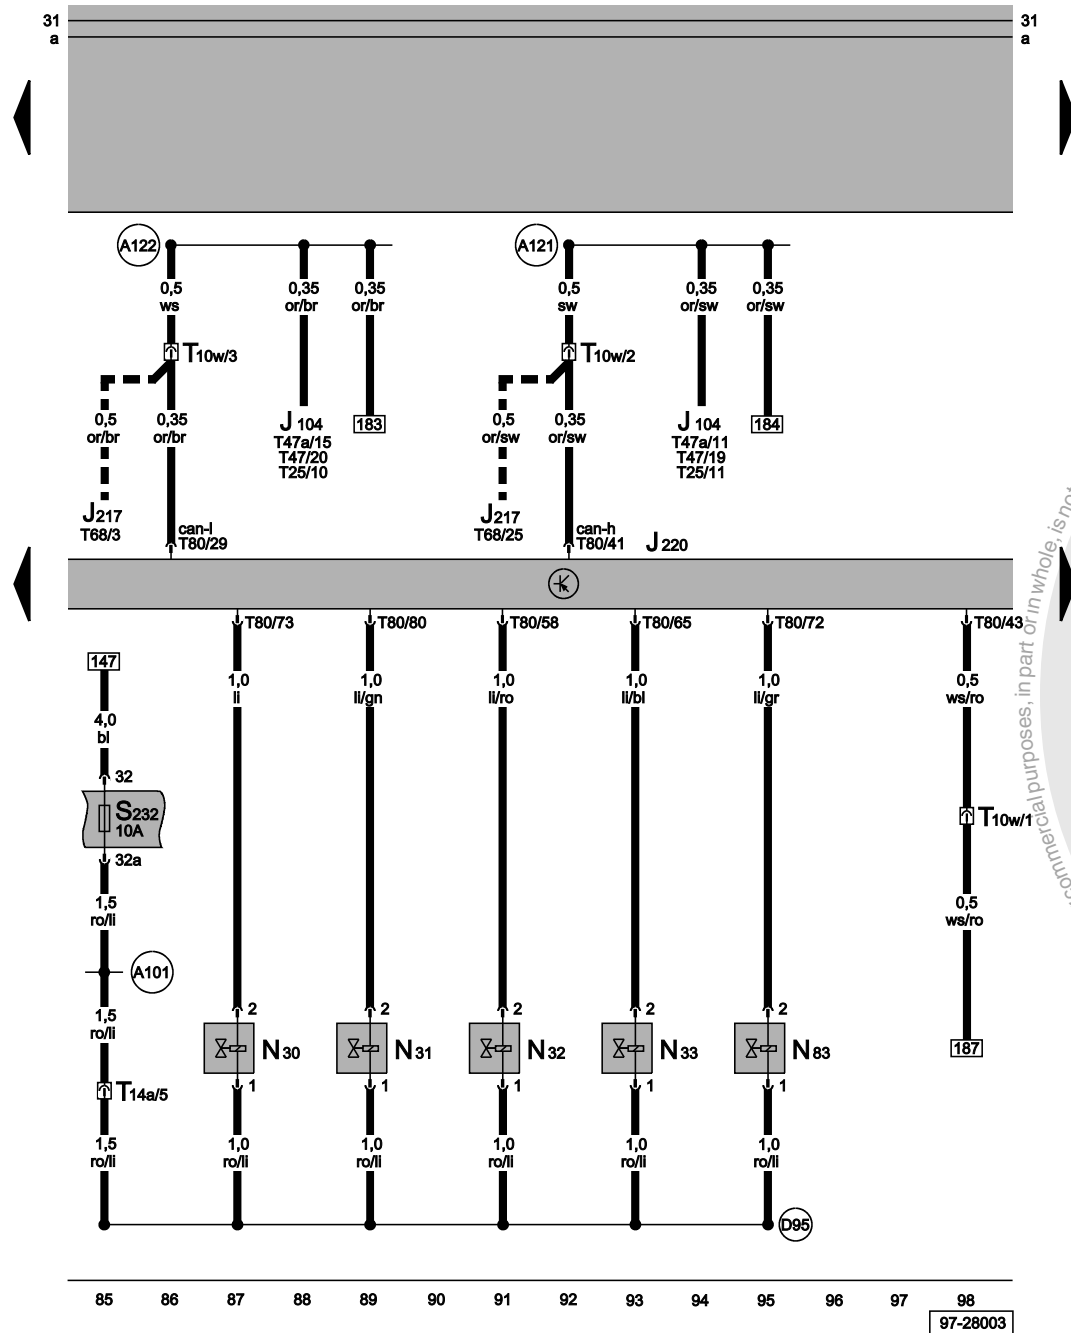 31 31
a a
A122 A121
0,5 0,35 0,35 0,5 0,35 0,35
ws or/br or/br sw or/sw or/sw
T10w/3 T10w/2
0,5 0,35 J 104 183 0,5 0,35 J 104 184
or/br or/br T47a/15 or/sw or/sw T47a/11
T47/20 T47/19
T25/10 T25/11
J217 J217
T68/3 T68/25
can-l can-h
T80/29 T80/41 J220
T80/73 T80/80 T80/58 T80/65 T80/72 T80/43
147
1,0 1,0 1,0 1,0 1,0 0,5
li li/gn li/ro li/bl li/gr ws/ro
4,0
bl
32
S232
10A
T10w/1
32a
1,5 0,5
ro/li ws/ro
A101
1,5 2 2 2 2 2
ro/li
N30 N31 N32 N33 N83 187
T14a/5 1 1 1 1 1
1,5 1,0 1,0 1,0 1,0 1,0
ro/li ro/li ro/li ro/li ro/li ro/li
D95
85 86 87 88 89 90 91 92 93 94 95 96 97 98
97-28003
commercial purposes, in part or in whole, is not